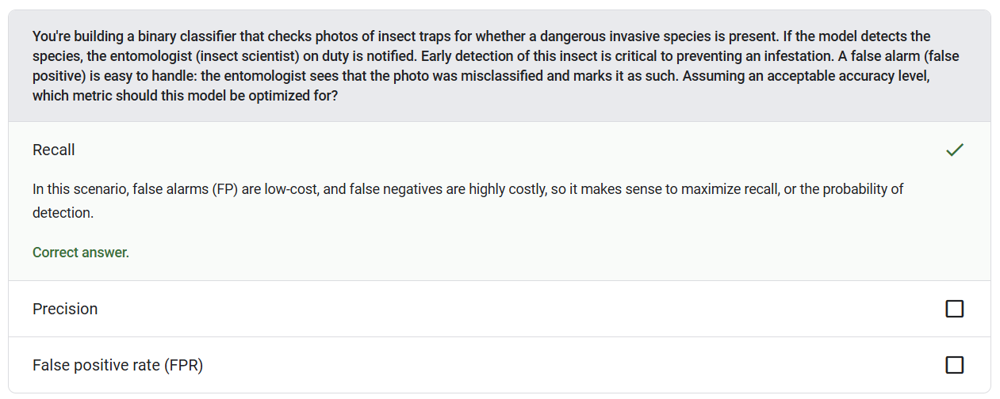 You're building a binary classifier that checks photos of insect traps for whether a dangerous invasive species is present. If the model detects the
species, the entomologist (insect scientist) on duty is notified. Early detection of this insect is critical to preventing an infestation. A false alarm (false
positive) is easy to handle: the entomologist sees that the photo was misclassified and marks it as such. Assuming an acceptable accuracy level,
which metric should this model be optimized for?
Recall
In this scenario, false alarms (FP) are low-cost, and false negatives are highly costly, so it makes sense to maximize recall, or the probability of
detection.
Correct answer.
Precision
False positive rate (FPR)